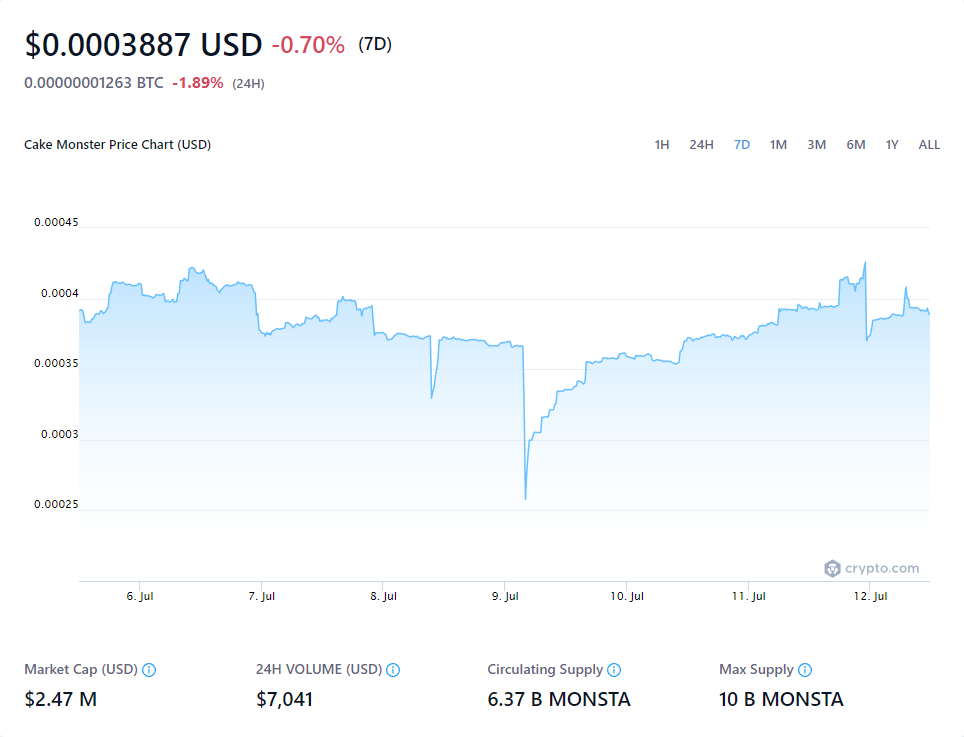 $0.0003887 USD -0.70% (7D)
0.00000001263 BTC -1.89% (24H)
Cake Monster Price Chart (USD) 1H 24H 7D 1M 3M 6M 1Y ALL
0.00045
0.0004
0.00035
0.0003
0.00025
crypto.com
6. Jul 7. Jul 8. Jul 9. Jul 10. Jul 11. Jul 12. Jul
Market Cap (USD) 24H VOLUME (USD) Circulating Supply Max Supply
$2.47 M $7,041 6.37 B MONSTA 10 B MONSTA